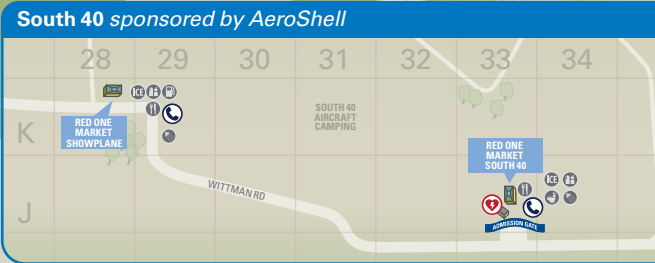 South 40 sponsored by AeroShell
28 29 30 31 32 33 34
ICE
K
RED ONE
MARKET
SHOWPLANE
SOUTH 40
AIRCRAFT
CAMPING
RED ONE
MARKET
SOUTH 40
ICE
WITTMAN RD
J
ADMISSION GATE